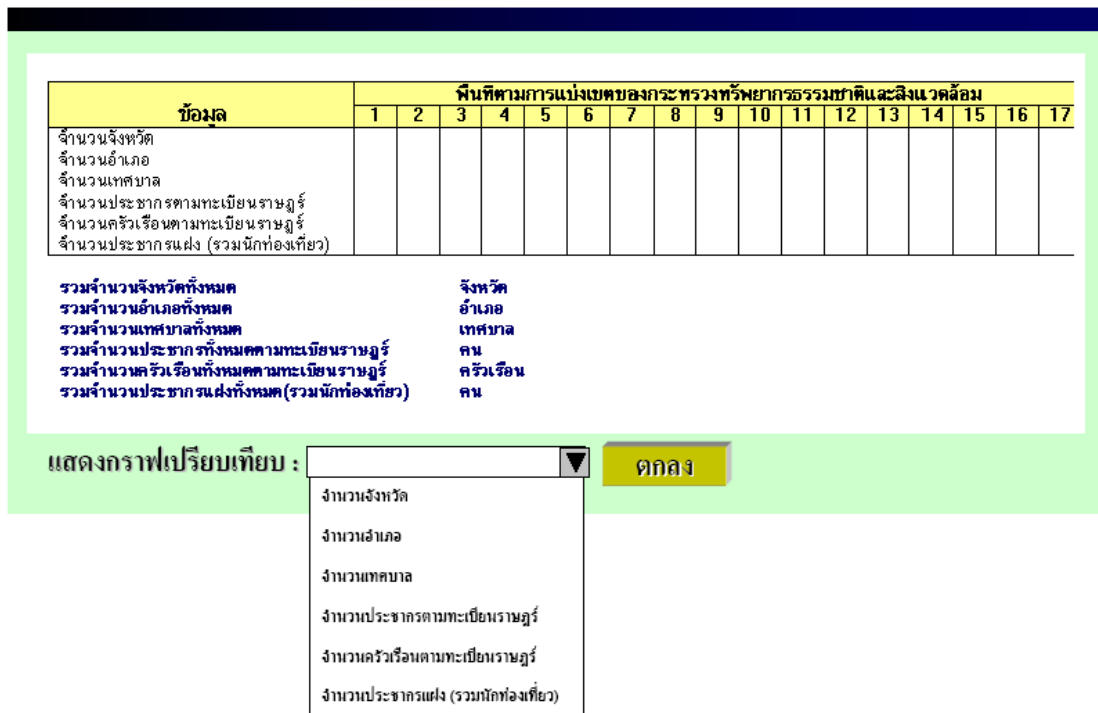 พื้นที่ตามการแบ่งเขตของกระทรวงทรัพยากรธรรมชาติและสิ่งแวดล้อม
ข้อมูล 1 2 3 4 5 6 7 8 9 10 11 12 13 14 15 16 17
จำนวนจังหวัด
จำนวนอำเภอ
จำนวนเทศบาล
จำนวนประชากรตามทะเบียนราษฎร์
จำนวนครัวเรือนตามทะเบียนราษฎร์
จำนวนประชากรแฝง (รวมนักท่องเที่ยว)
รวมจำนวนจังหวัดทั้งหมด จังหวัด
รวมจำนวนอำเภอทั้งหมด อำเภอ
รวมจำนวนเทศบาลทั้งหมด เทศบาล
รวมจำนวนประชากรทั้งหมดตามทะเบียนราษฎร์ คน
รวมจำนวนครัวเรือนทั้งหมดตามทะเบียนราษฎร์ ครัวเรือน
รวมจำนวนประชากรแฝงทั้งหมด(รวมนักท่องเที่ยว) คน
แสดงกราฟเปรียบเทียบ : ตกลง
จำนวนจังหวัด
จำนวนอำเภอ
จำนวนเทศบาล
จำนวนประชากรตามทะเบียนราษฎร์
จำนวนครัวเรือนตามทะเบียนราษฎร์
จำนวนประชากรแฝง (รวมนักท่องเที่ยว)